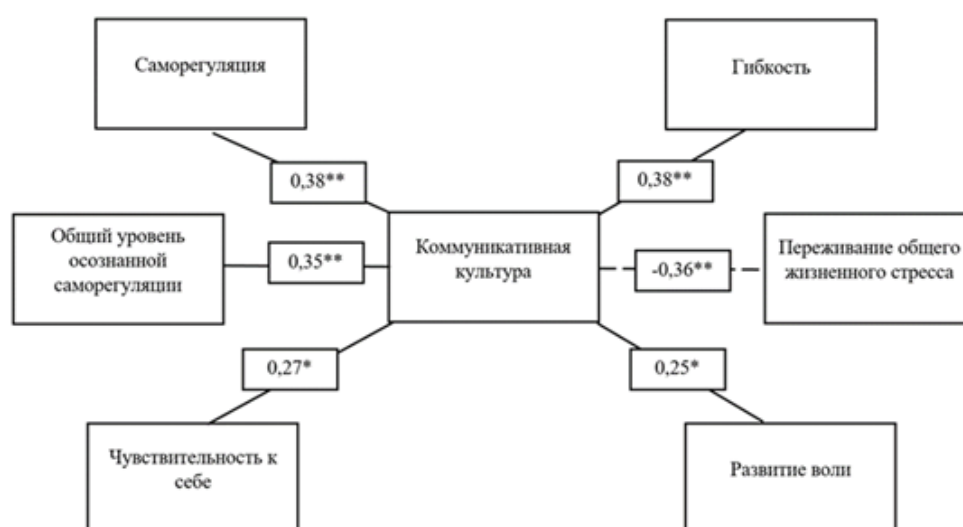 Саморегуляция
Гибкость
0,38**
0,38**
Общий уровень
осознанной
саморегуляции
0,35**
Коммуникативная
культура
-0,36**
Переживание общего
жизненного стресса
0,27*
0,25*
Чувствительность к
себе
Развитие воли